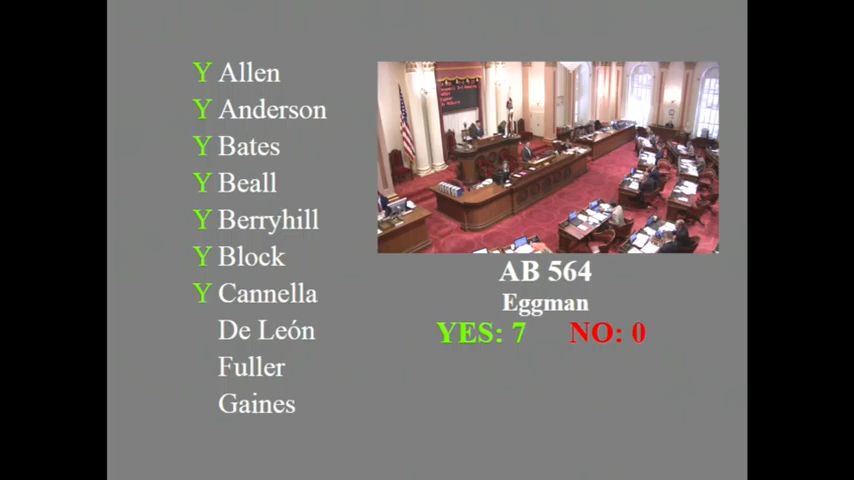 Y Allen
Y Anderson
Y Bates
Y Beall
Y Berryhill
Y Block
Y Cannella
De León
Fuller
Gaines
AB 564
Eggman
YES: 7 NO: 0